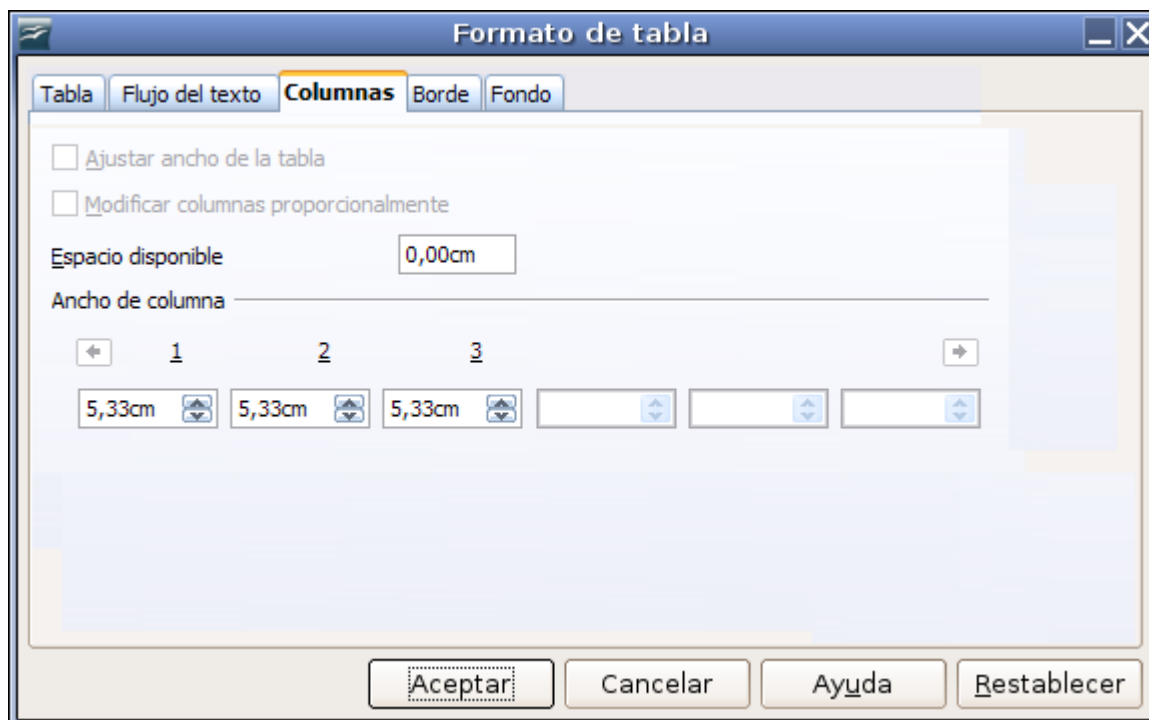 Formato de tabla
Tabla Flujo del texto Columnas Borde Fondo
Ajustar ancho de la tabla
Modificar columnas proporcionalmente
Espacio disponible 0,00cm
Ancho de columna
1 2 3
5,33cm 5,33cm 5,33cm
Aceptar Cancelar Ayuda Restablecer